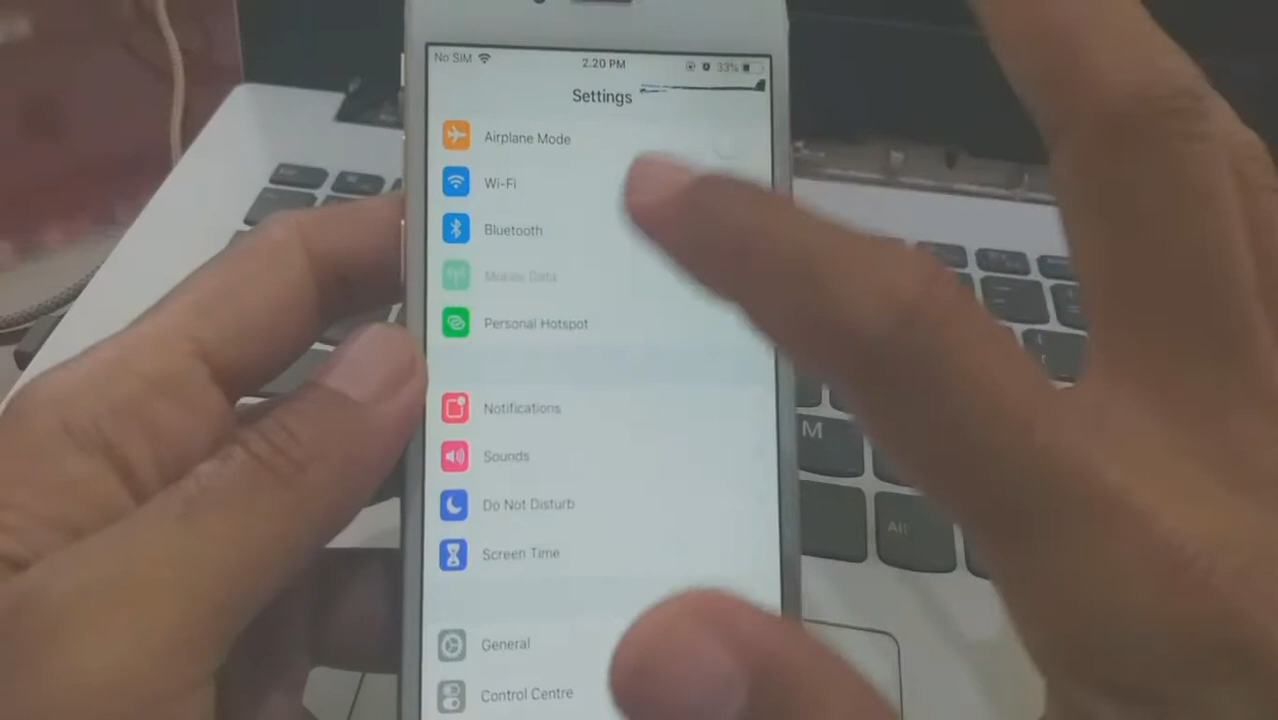 No SIM 2.20 PM 33%
Settings
Airplane Mode
Wi-Fi
Bluetooth
Mobile Data
Personal Hotspot
Notifications
Sounds
Do Not Disturb
Screen Time
General
Control Centre
M
Alt